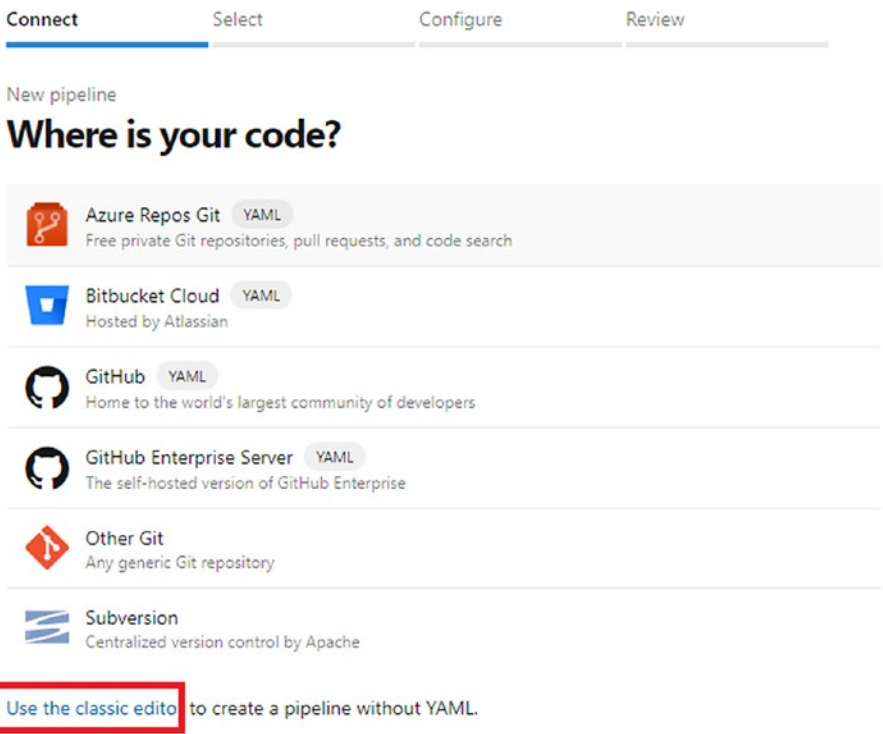 Connect Select Configure Review
New pipeline
Where is your code?
Azure Repos Git YAML
Free private Git repositories, pull requests, and code search
Bitbucket Cloud YAML
Hosted by Atlassian
GitHub YAML
Home to the world's largest community of developers
GitHub Enterprise Server YAML
The self-hosted version of GitHub Enterprise
Other Git
Any generic Git repository
Subversion
Centralized version control by Apache
Use the classic edito to create a pipeline without YAML.